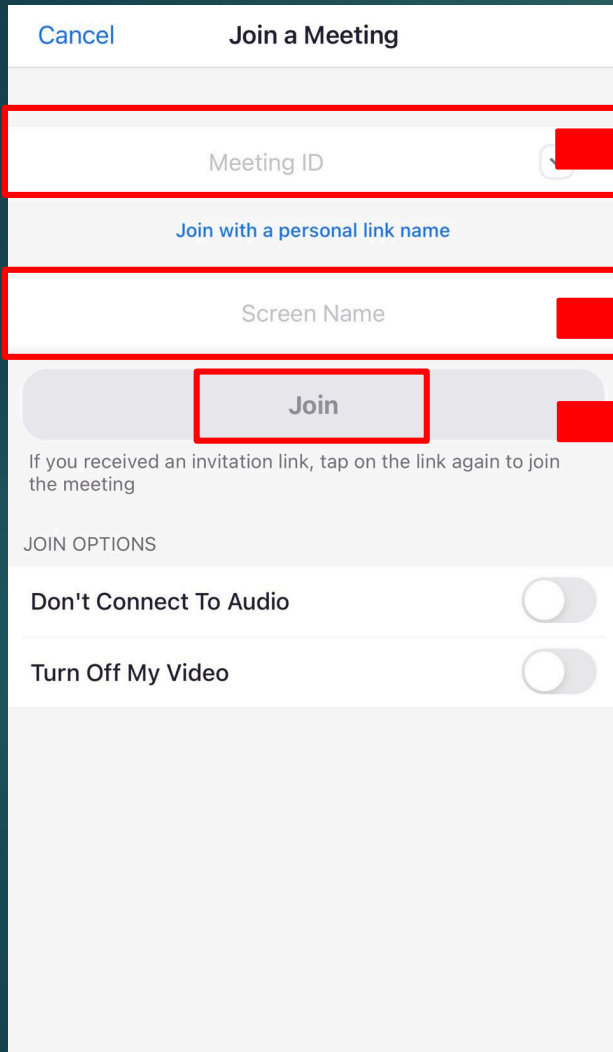 Cancel
Join a Meeting
Meeting ID
Join with a personal link name
Screen Name
Join
If you received an invitation link, tap on the link again to join
the meeting
JOIN OPTIONS
Don't Connect To Audio
Turn Off My Video